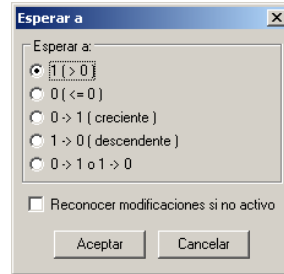 Esperar a
Esperar a:
1 ( > 0 )
0 ( <= 0 )
0 -> 1 ( creciente )
1 -> 0 ( descendente )
0 -> 1 o 1 -> 0
Reconocer modificaciones si no activo
Aceptar Cancelar